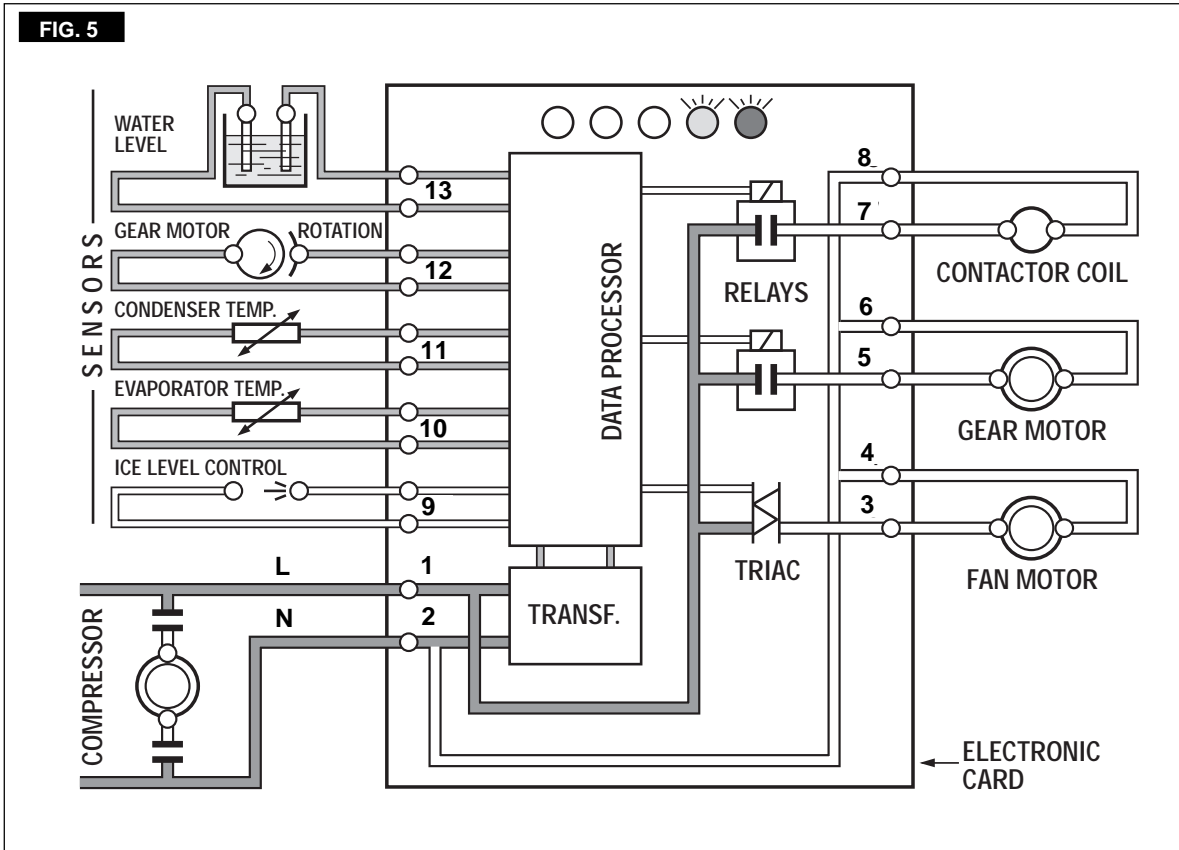 FIG. 5
WATER
LEVEL
13
GEAR MOTOR
ROTATION
12
CONDENSER TEMP.
11
EVAPORATOR TEMP.
10
ICE LEVEL CONTROL
9
SENSORS
L
1
N
2
COMPRESSOR
DATA PROCESSOR
TRANSF.
RELAYS
TRIAC
8
7
CONTACTOR COIL
6
5
GEAR MOTOR
4
3
FAN MOTOR
ELECTRONIC
CARD